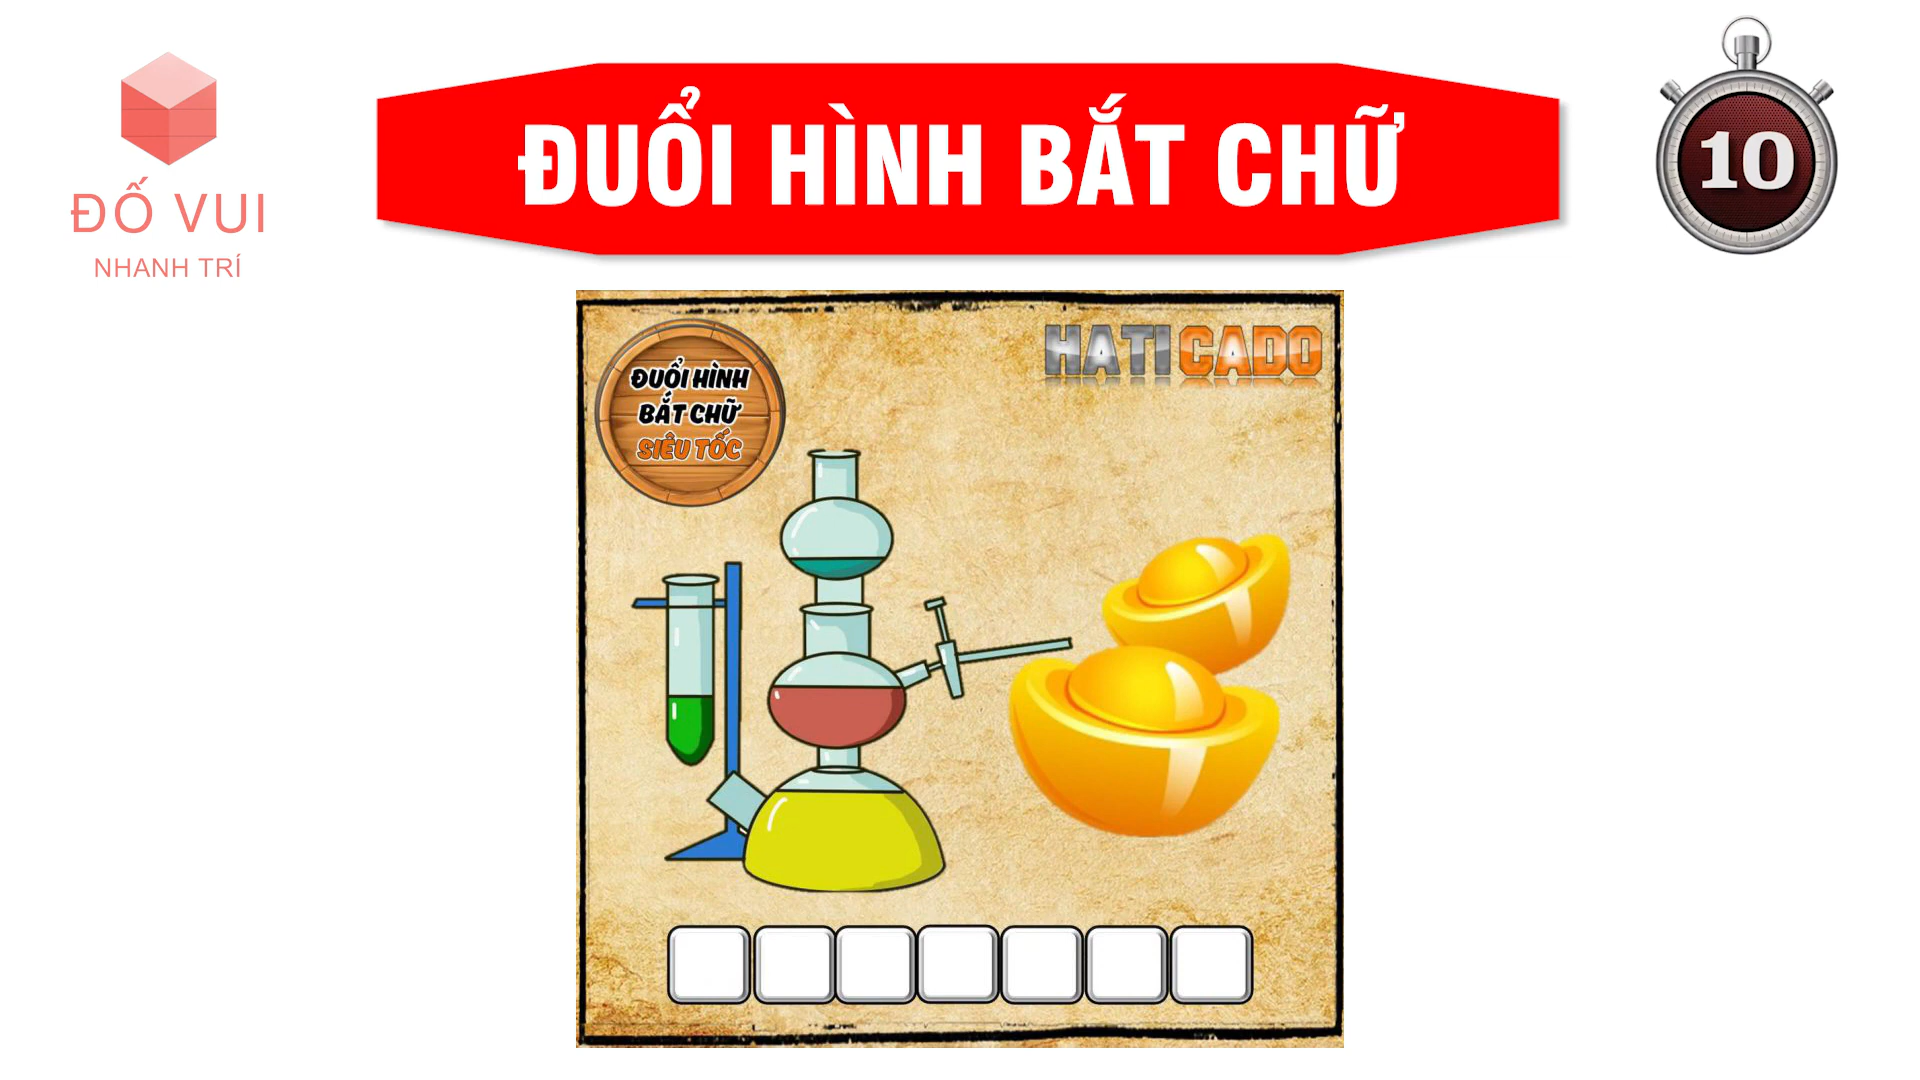 ĐỐ VUI
NHANH TRÍ
ĐUỔI HÌNH BẮT CHỮ
10
ĐUỔI HÌNH
BẮT CHỮ
SIÊU TỐC
HATICADO